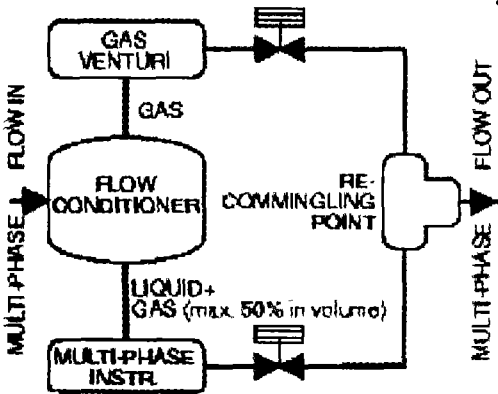 GAS
VENTURI
GAS
FLOW
CONDITIONER
LIQUID+
GAS (max. 50% in volume)
MULTI-PHASE
INSTR.
RE-
COMMINGLING
POINT
MULTI-PHASE FLOW IN
MULTI-PHASE FLOW OUT